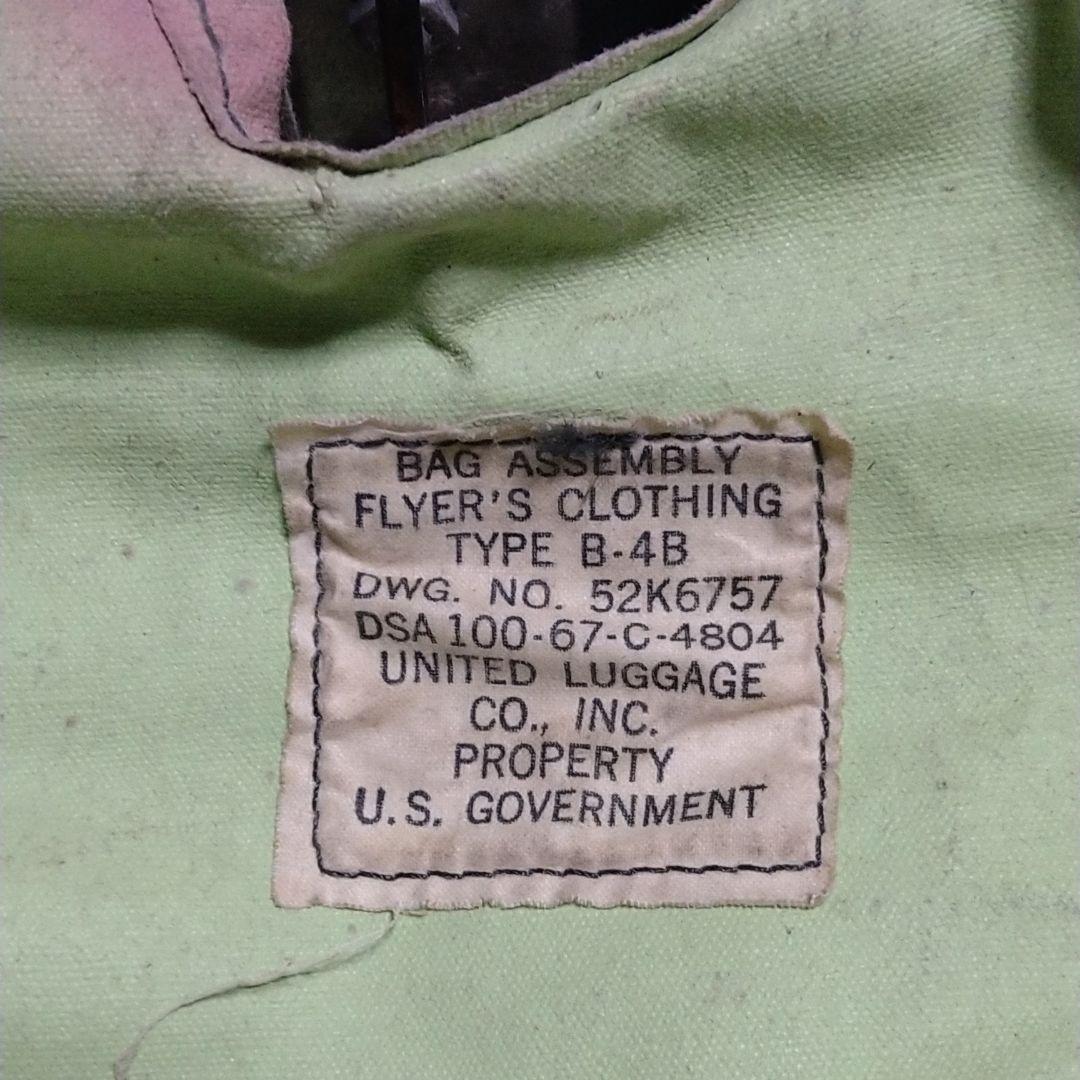 BAG ASSEMBLY
FLYER'S CLOTHING
TYPE B-4B
DWG. NO. 52K6757
DSA 100-67-C-4804
UNITED LUGGAGE
CO., INC.
PROPERTY
U.S. GOVERNMENT